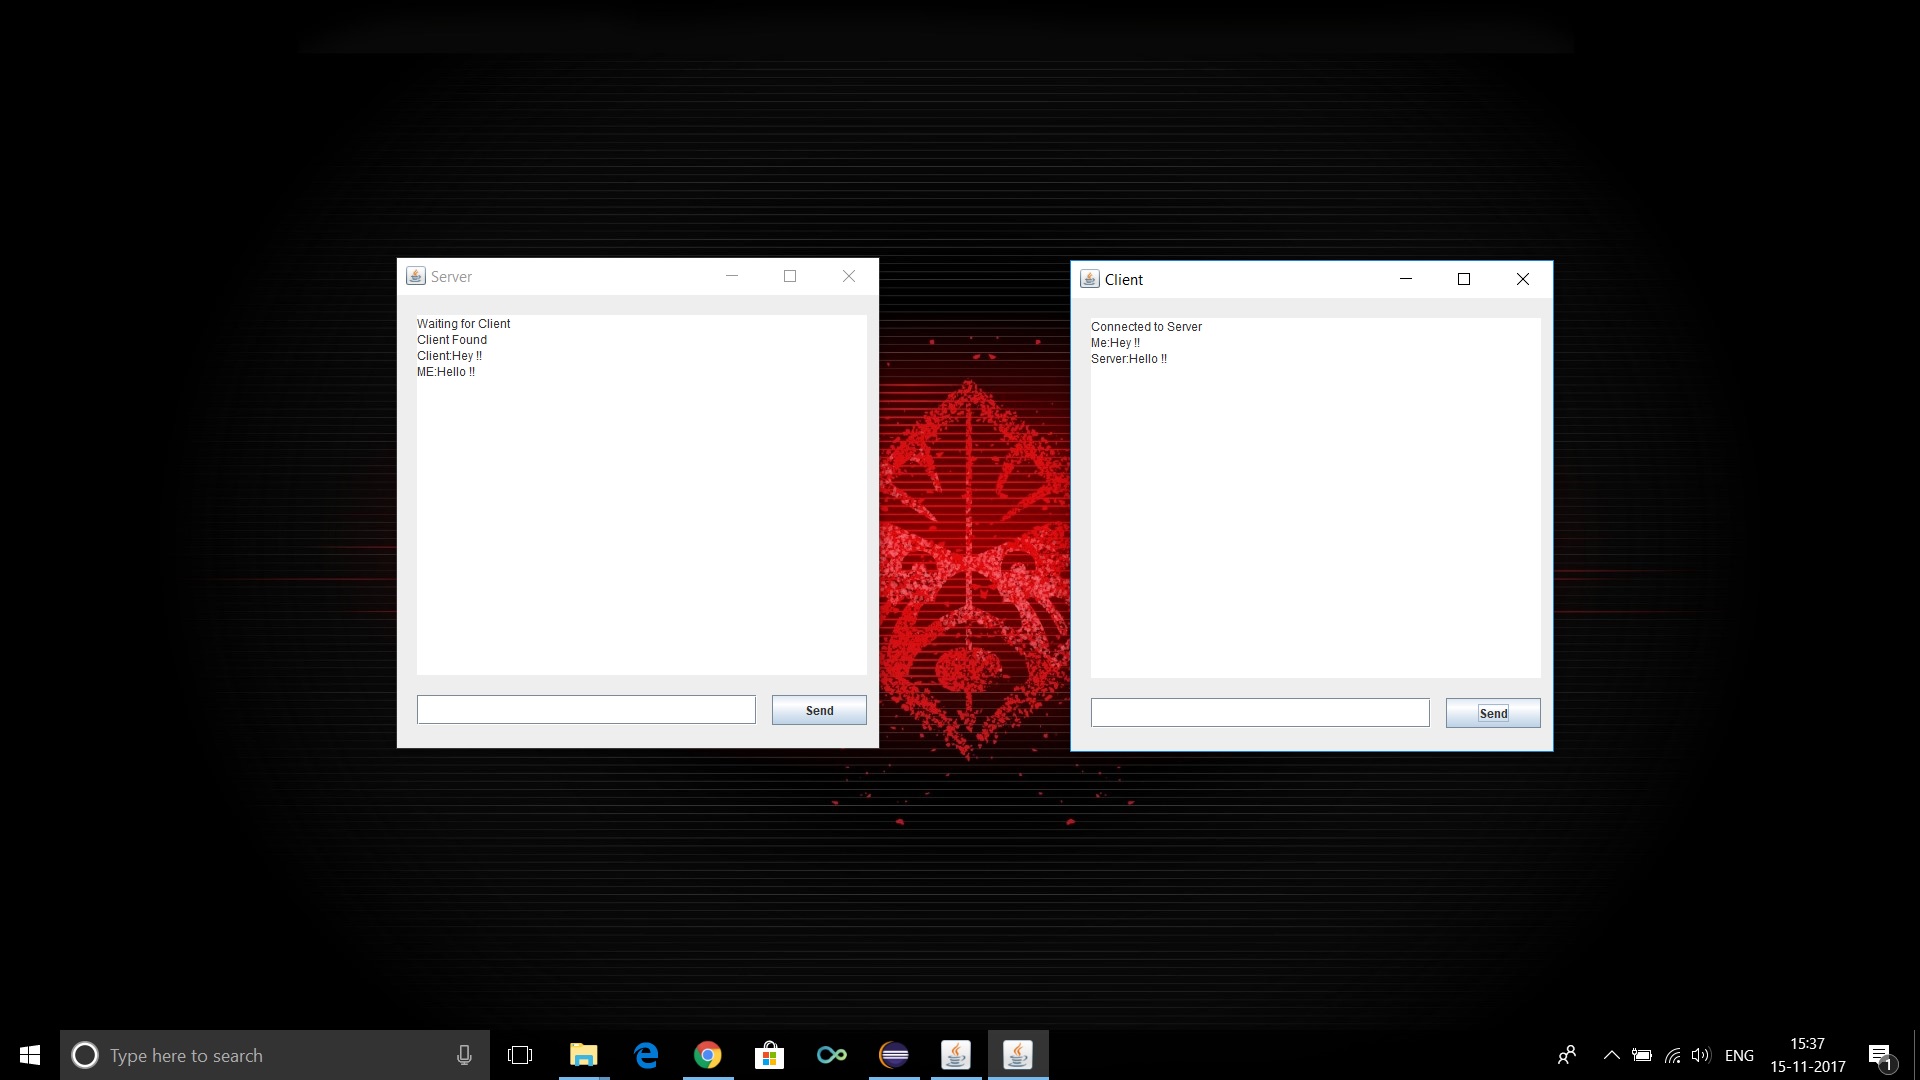 Server
Waiting for Client
Client Found
Client:Hey !!
ME:Hello !!
Send
Client
Connected to Server
Me:Hey !!
Server:Hello !!
Send
Type here to search
ENG
15:37
15-11-2017
1